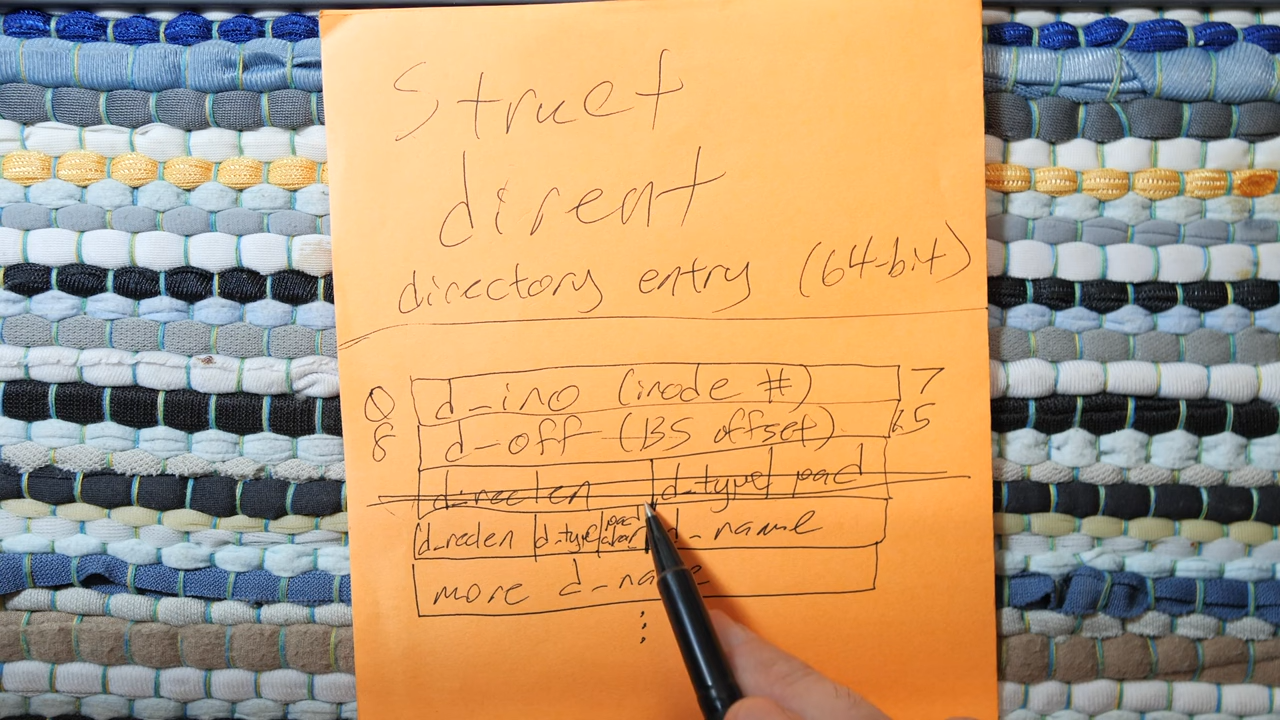 Struct
dirent
directory entry (64-bit)
0 d_ino (inode #) 7
8 d_off (BS offset) 15
d_reclen d_type pad
d_reclen d_type pad char d_name
more d_name